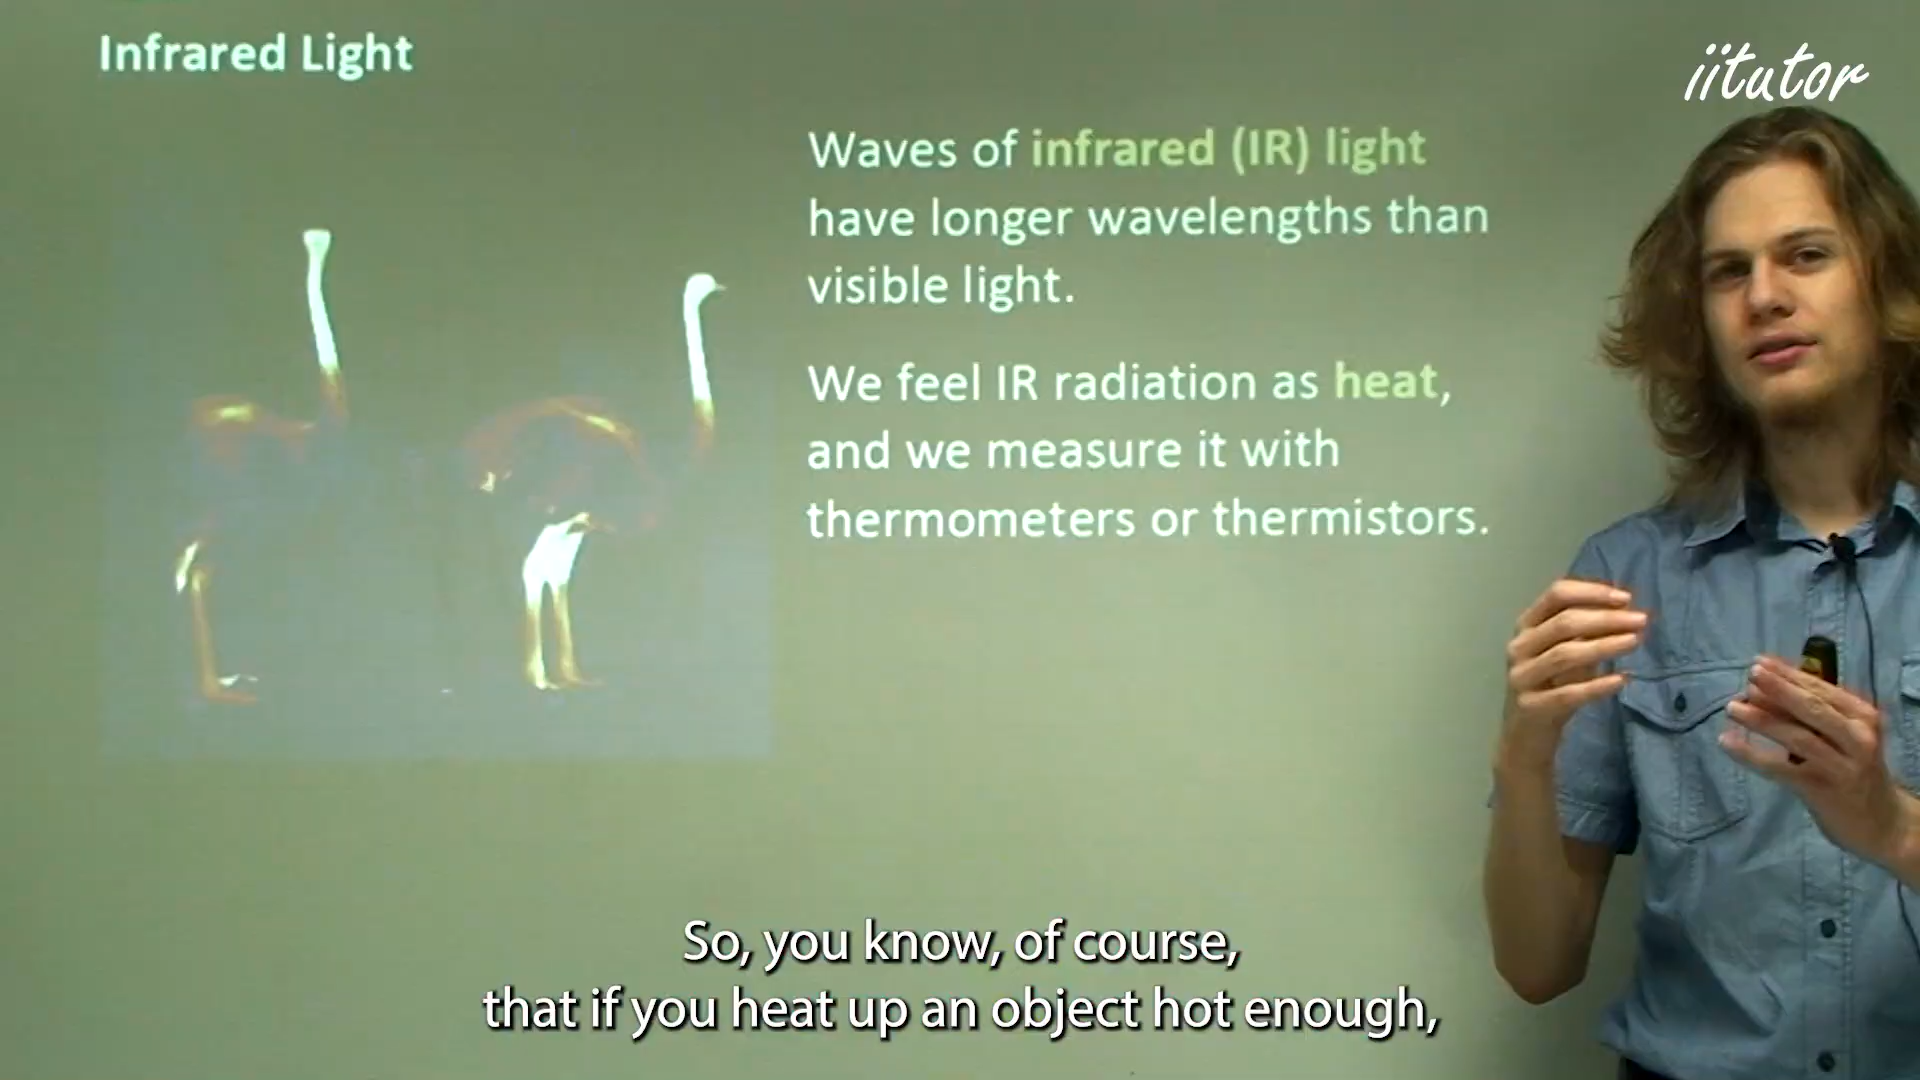 Infrared Light
iitutor
Waves of infrared (IR) light
have longer wavelengths than
visible light.
We feel IR radiation as heat,
and we measure it with
thermometers or thermistors.
So, you know, of course,
that if you heat up an object hot enough,